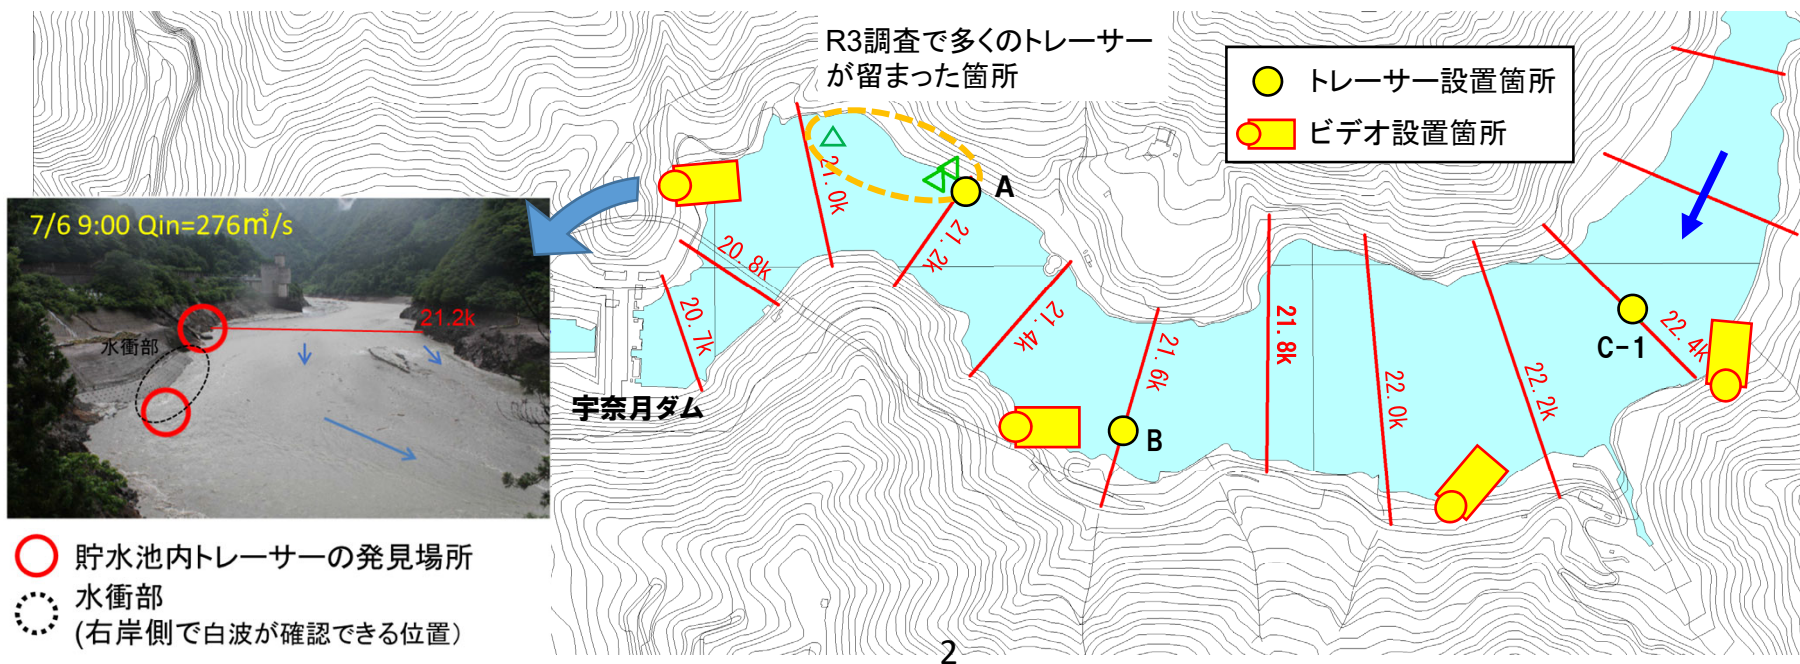 R3調査で多くのトレーサー
が留まった箇所
トレーサー設置箇所
ビデオ設置箇所
A
21.0k
21.2k
20.8k
20.7k
21.4k
21.6k
21.8k
22.0k
22.2k
22.4k
C-1
B
宇奈月ダム
7/6 9:00 Qin=276㎥/s
21.2k
水衝部
貯水池内トレーサーの発見場所
水衝部
(右岸側で白波が確認できる位置)
2